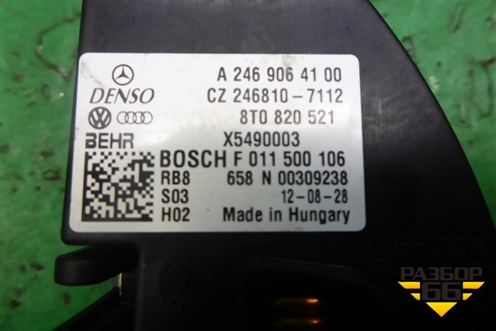 A 246 906 41 00
DENSO CZ 246810-7112
8T0 820 521
BEHR X5490003
BOSCH F 011 500 106
RB8 658 N 00309238
S03 12-08-28
H02 Made in Hungary
РАЗБОР
66